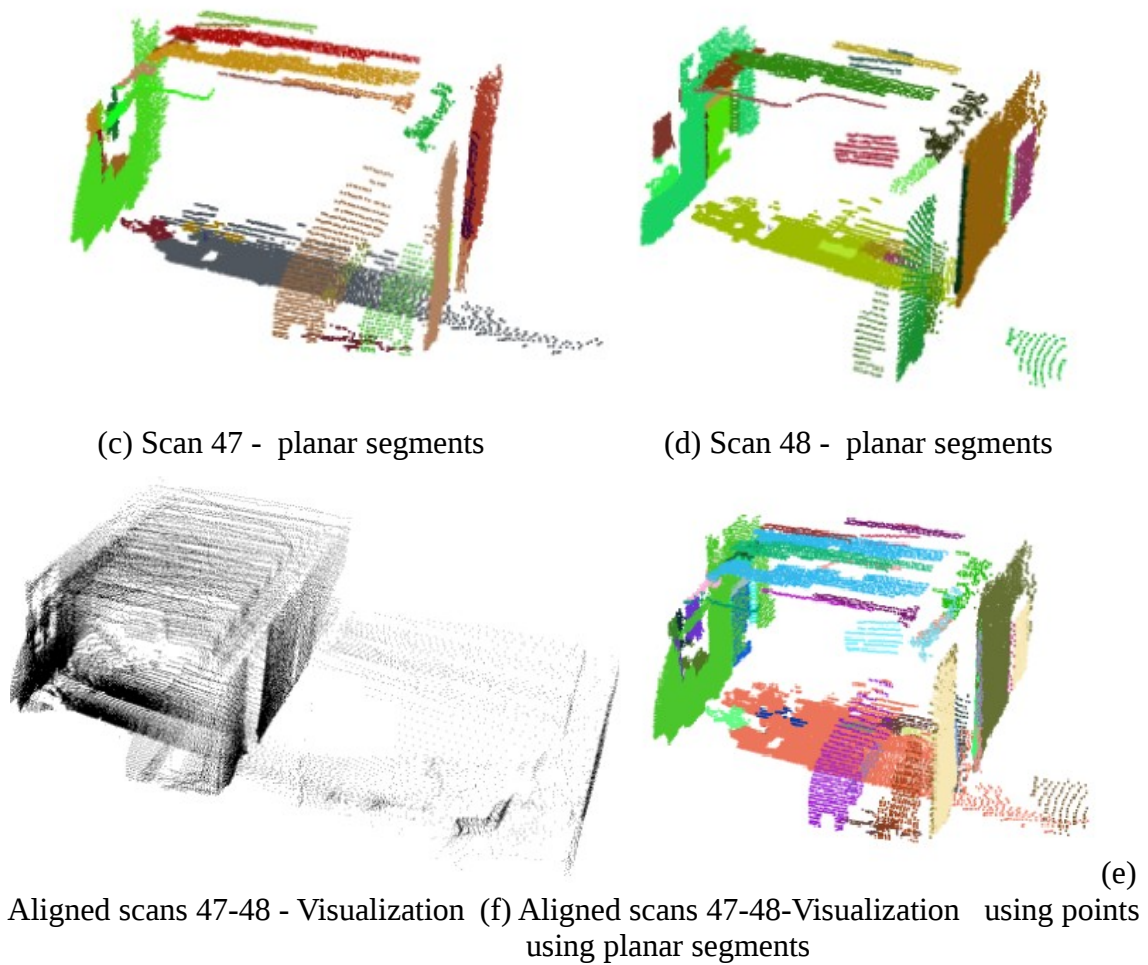 (c) Scan 47 - planar segments
(d) Scan 48 - planar segments
(e)
Aligned scans 47-48 - Visualization (f) Aligned scans 47-48-Visualization using points
using planar segments